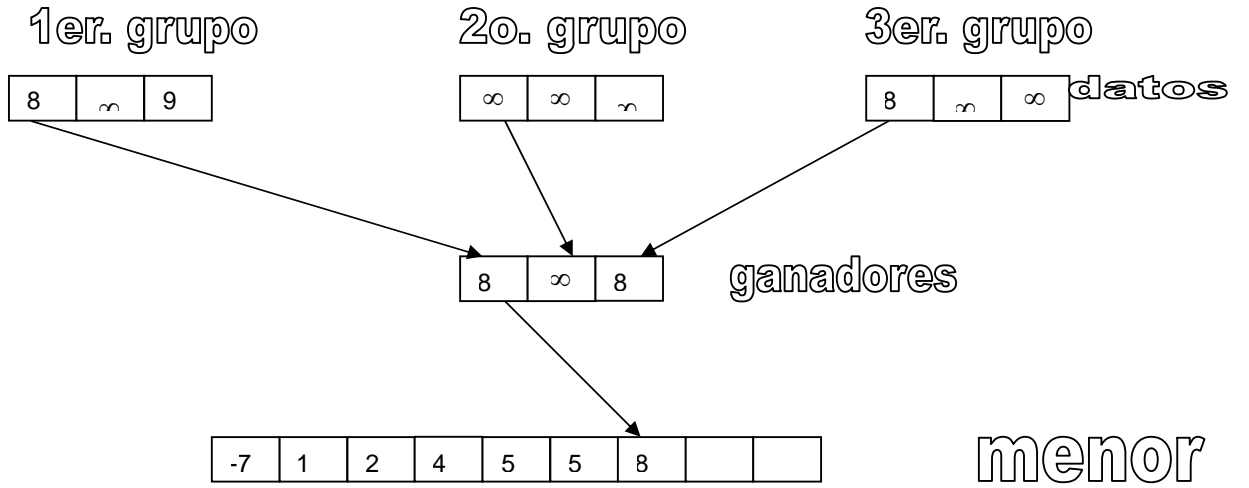 1er. grupo 2o. grupo 3er. grupo
8 ∞ 9 ∞ ∞ ∞ 8 ∞ ∞ datos
8 ∞ 8 ganadores
-7 1 2 4 5 5 8 menor